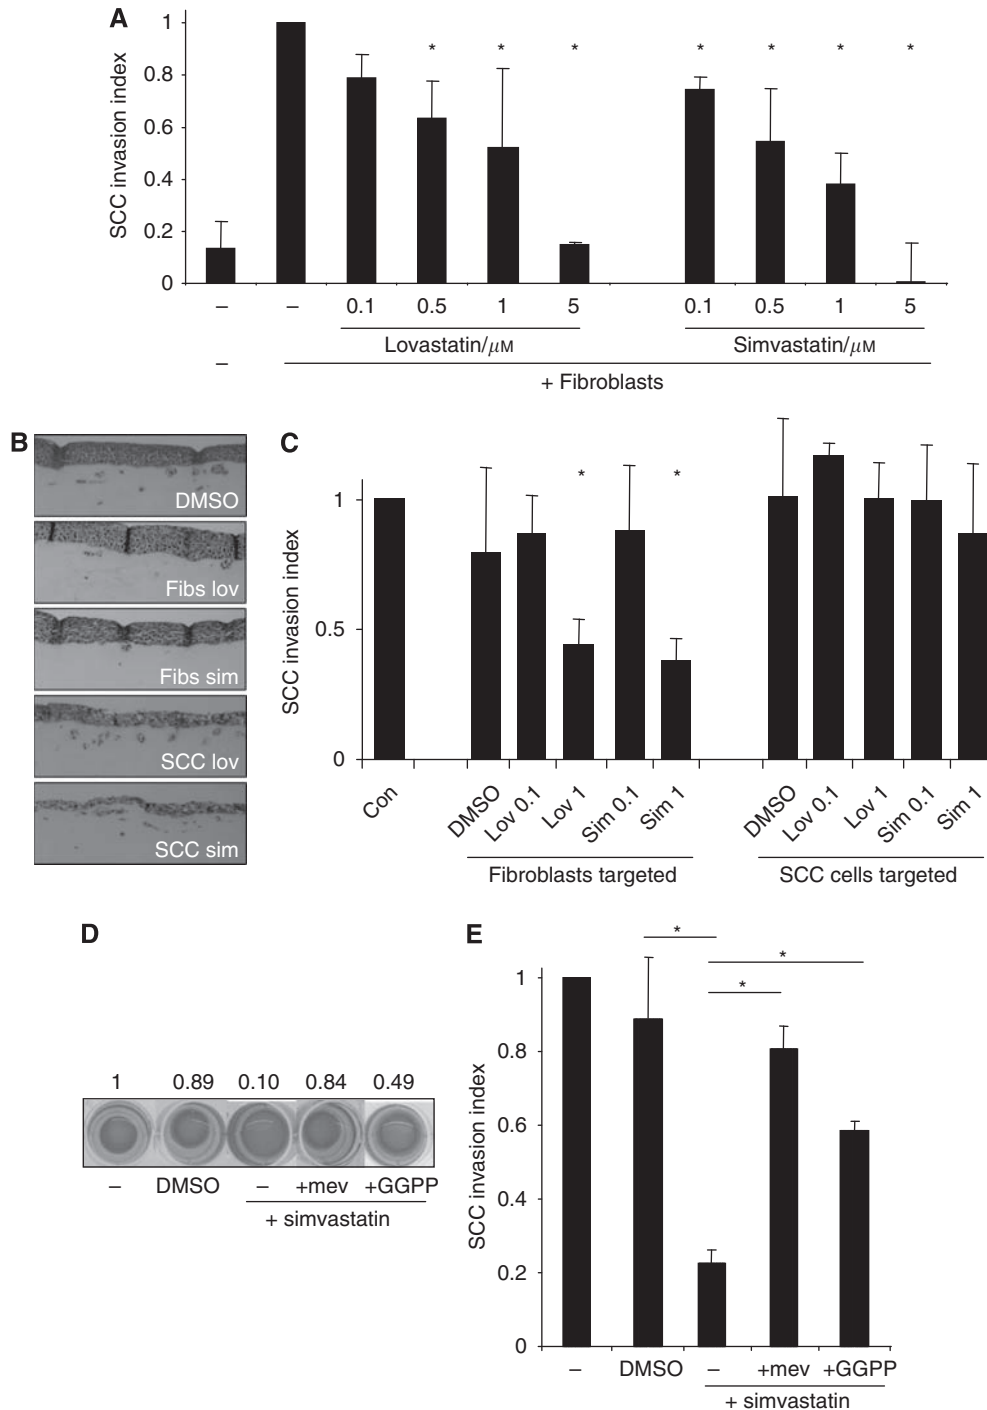 A
SCC invasion index
1
0.8
0.6
0.4
0.2
0
* * * * * * *
– – 0.1 0.5 1 5 0.1 0.5 1 5
Lovastatin/μM Simvastatin/μM
–
+ Fibroblasts
B
DMSO
Fibs lov
Fibs sim
SCC lov
SCC sim
C
SCC invasion index
1
0.5
0
* *
Con DMSO Lov 0.1 Lov 1 Sim 0.1 Sim 1 DMSO Lov 0.1 Lov 1 Sim 0.1 Sim 1
Fibroblasts targeted SCC cells targeted
D
1 0.89 0.10 0.84 0.49
– DMSO – +mev +GGPP
+ simvastatin
E
SCC invasion index
*
*
*
1
0.8
0.6
0.4
0.2
0
– DMSO – +mev +GGPP
+ simvastatin